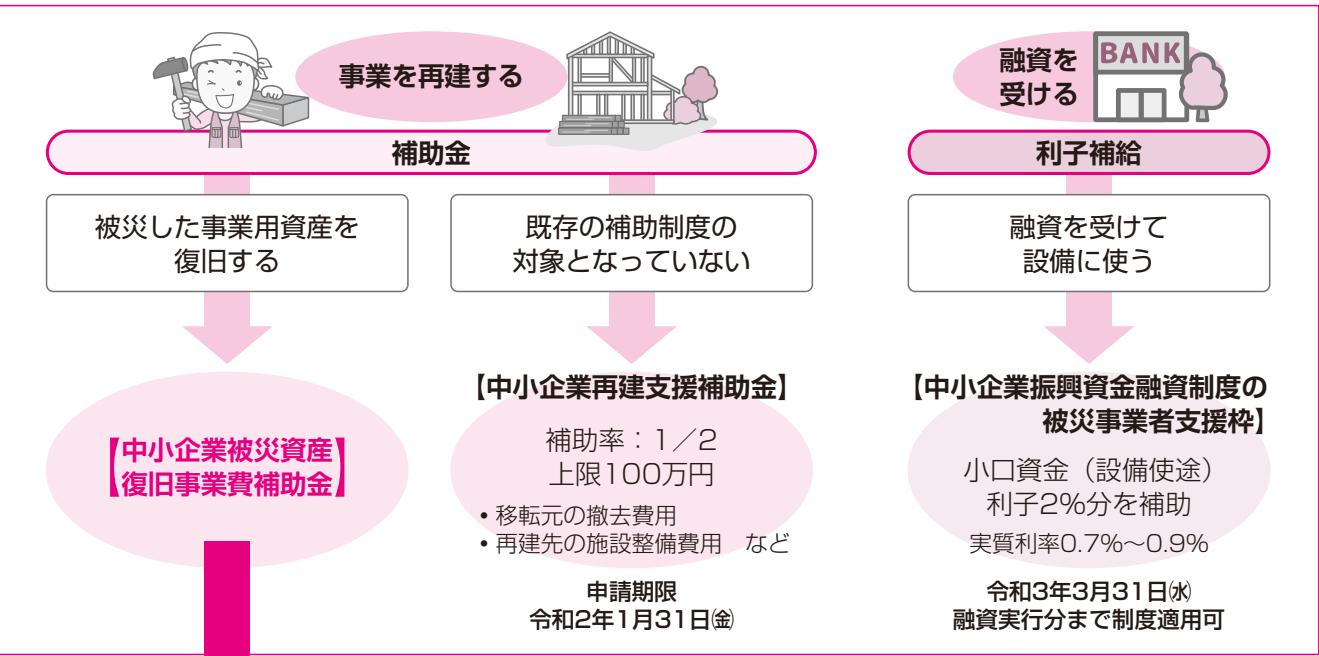 事業を再建する
補助金
被災した事業用資産を
復旧する
【中小企業被災資産
復旧事業費補助金】
既存の補助制度の
対象となっていない
【中小企業再建支援補助金】
補助率：1／2
上限100万円
•移転元の撤去費用
•再建先の施設整備費用　など
申請期限
令和2年1月31日㈮
融資を
受ける
BANK
利子補給
融資を受けて
設備に使う
【中小企業振興資金融資制度の
被災事業者支援枠】
小口資金（設備使途）
利子2%分を補助
実質利率0.7%～0.9%
令和3年3月31日㈬
融資実行分まで制度適用可